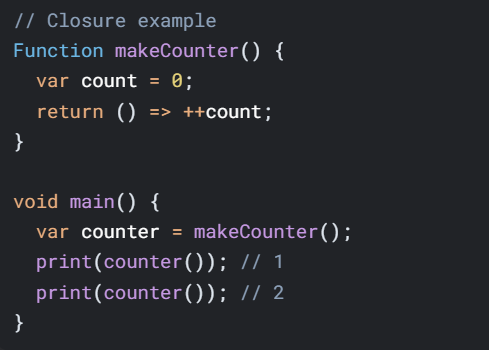 // Closure example
Function makeCounter() {
  var count = 0;
  return () => ++count;
}

void main() {
  var counter = makeCounter();
  print(counter()); // 1
  print(counter()); // 2
}